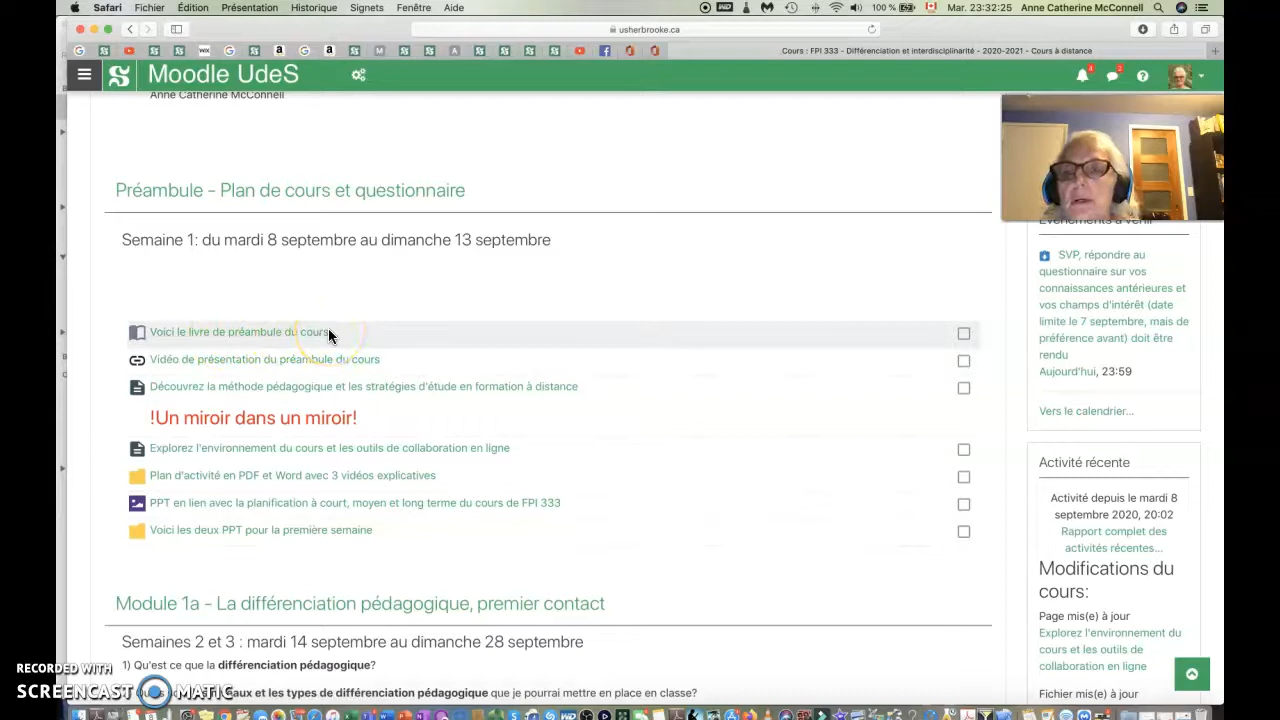 Safari Fichier Édition Présentation Historique Signets Fenêtre Aide 100 % Mar. 23:32:25 Anne Catherine McConnell
usherbrooke.ca
Cours : FPI 333 - Différenciation et interdisciplinarité - 2020-2021 - Cours à distance
Moodle UdeS
Anne Catherine McConnell
Préambule - Plan de cours et questionnaire
Semaine 1: du mardi 8 septembre au dimanche 13 septembre
Voici le livre de préambule du cours
Vidéo de présentation du préambule du cours
Découvrez la méthode pédagogique et les stratégies d'étude en formation à distance
!Un miroir dans un miroir!
Explorez l'environnement du cours et les outils de collaboration en ligne
Plan d'activité en PDF et Word avec 3 vidéos explicatives
PPT en lien avec la planification à court, moyen et long terme du cours de FPI 333
Voici les deux PPT pour la première semaine
Module 1a - La différenciation pédagogique, premier contact
Semaines 2 et 3 : mardi 14 septembre au dimanche 28 septembre
1) Qu'est ce que la différenciation pédagogique?
aux et les types de différenciation pédagogique que je pourrai mettre en place en classe?
Évènements à venir
SVP, répondre au
questionnaire sur vos
connaissances antérieures et
vos champs d'intérêt (date
limite le 7 septembre, mais de
préférence avant) doit être
rendu
Aujourd'hui, 23:59
Vers le calendrier...
Activité récente
Activité depuis le mardi 8
septembre 2020, 20:02
Rapport complet des
activités récentes...
Modifications du
cours:
Page mis(e) à jour
Explorez l'environnement du
cours et les outils de
collaboration en ligne
Fichier mis(e) à jour
RECORDED WITH
SCREENCAST MATIC